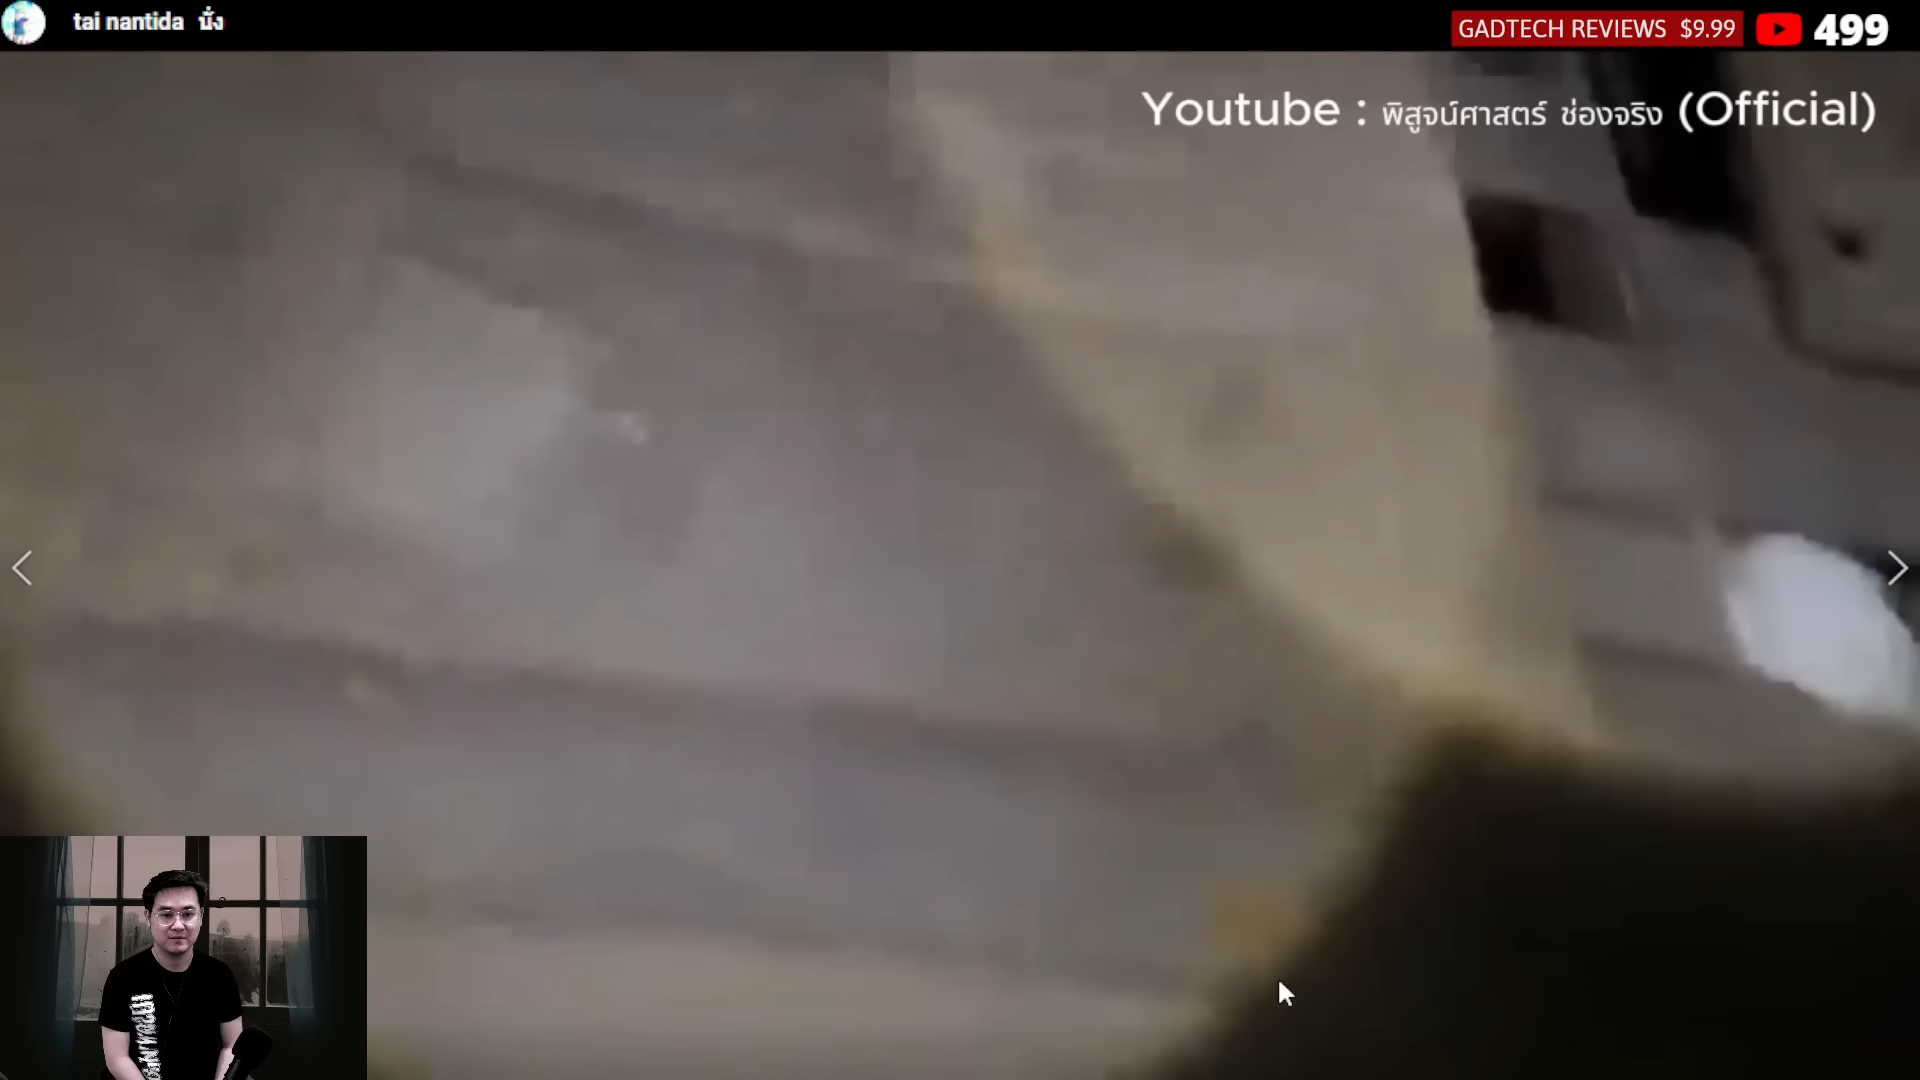 tai nantida นั่ง
GADTECH REVIEWS $9.99
499
Youtube : พิสูจน์ศาสตร์ ช่องจริง (Official)